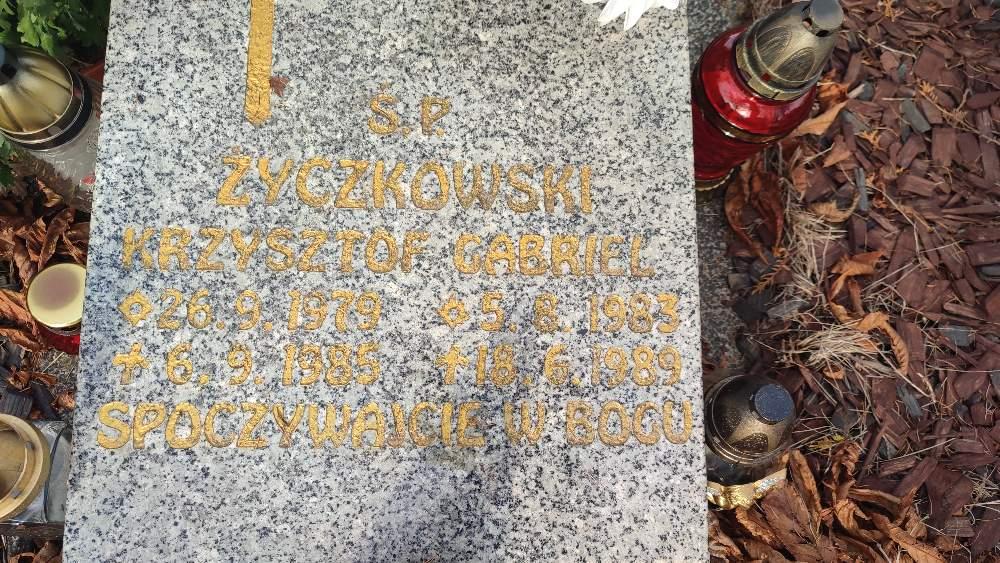 Ś.P.
ŻYCZKOWSKI
KRZYSZTOF GABRIEL
26.9.1979 5.8.1983
6.9.1985 18.6.1989
SPOCZYWAJCIE W BOGU